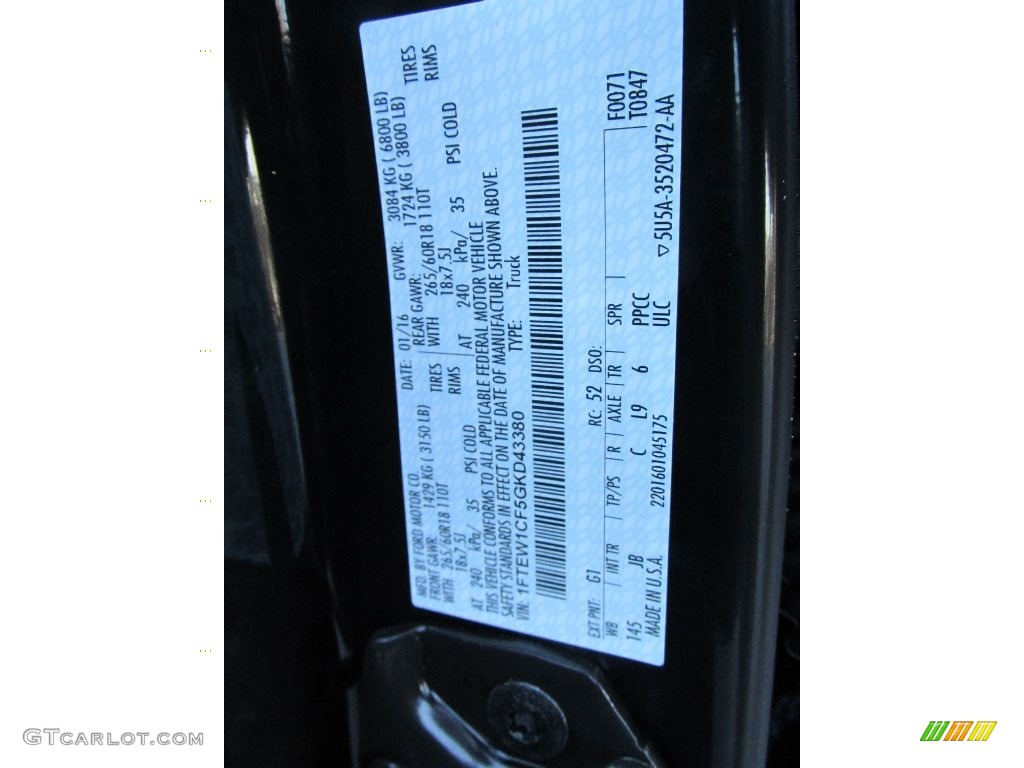 MFD. BY FORD MOTOR CO. DATE: 01/16 GVWR: 3084 KG ( 6800 LB)
FRONT GAWR: 1429 KG ( 3150 LB) REAR GAWR: 1724 KG ( 3800 LB)
WITH 265/60R18 110T TIRES WITH 265/60R18 110T TIRES
18x7.5J RIMS 18x7.5J RIMS
AT 240 kPa/ 35 PSI COLD AT 240 kPa/ 35 PSI COLD
THIS VEHICLE CONFORMS TO ALL APPLICABLE FEDERAL MOTOR VEHICLE
SAFETY STANDARDS IN EFFECT ON THE DATE OF MANUFACTURE SHOWN ABOVE.
VIN: 1FTEW1CF5GKD43380 TYPE: Truck
EXT PNT: G1 RC: 52 DSO: F0071
WB INT TR TP/PS R AXLE TR SPR T0847
145 JB C L9 6 PPCC
MADE IN U.S.A. 2201601045175 ULC ▽ 5U5A-3520472-AA
GTCARLOT.COM